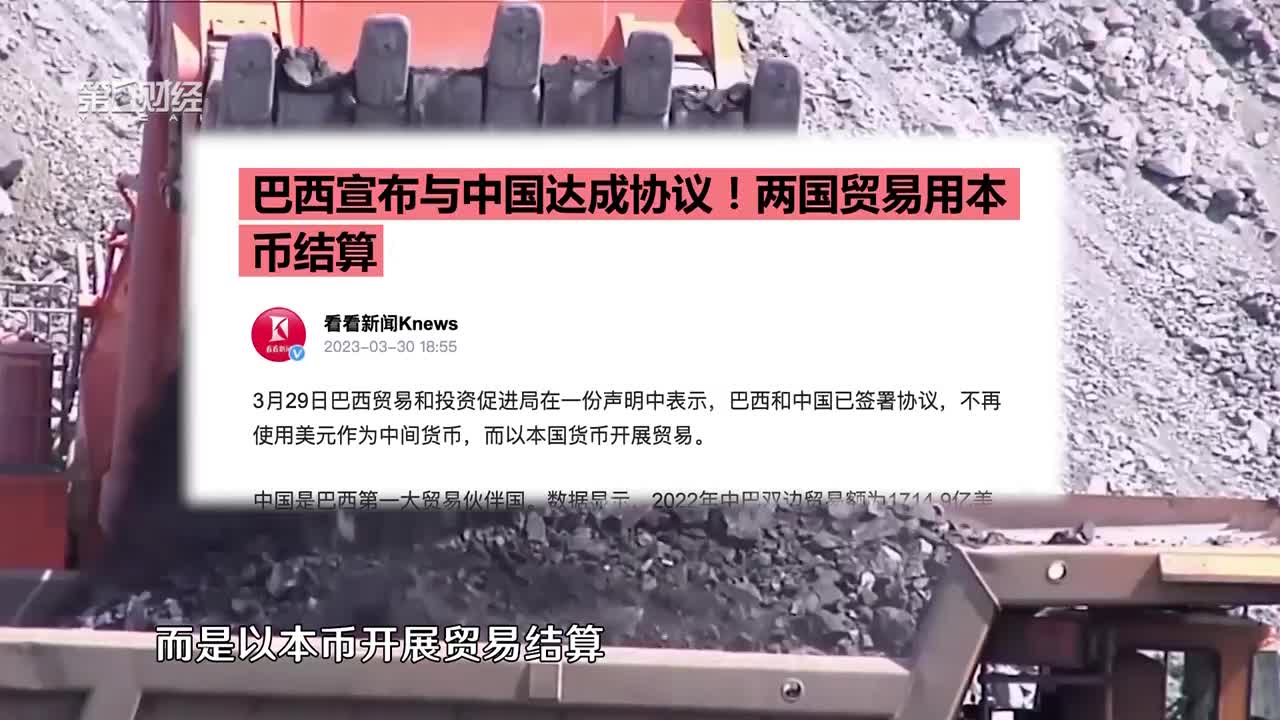 第一财经
巴西宣布与中国达成协议！两国贸易用本
币结算
看看新闻Knews
2023-03-30 18:55
3月29日巴西贸易和投资促进局在一份声明中表示，巴西和中国已签署协议，不再
使用美元作为中间货币，而以本国货币开展贸易。
中国是巴西第一大贸易伙伴国。数据显示，2022年中巴双边贸易额为1714.9亿美
而是以本币开展贸易结算